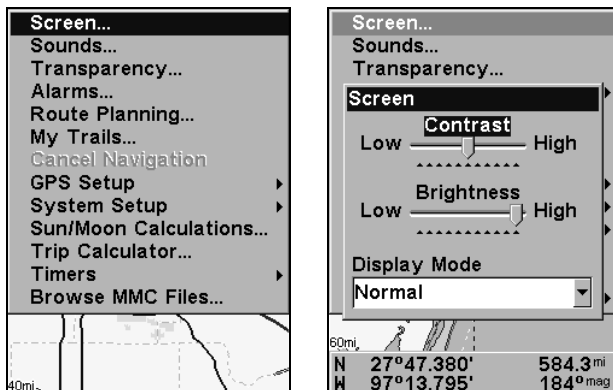 Screen...
Sounds...
Transparency...
Alarms...
Route Planning...
My Trails...
Cancel Navigation
GPS Setup
System Setup
Sun/Moon Calculations...
Trip Calculator...
Timers
Browse MMC Files...
40mi
Screen...
Sounds...
Transparency...
Screen
Contrast
Low High
Brightness
Low High
Display Mode
Normal
60mi
N 27°47.380' 584.3 mi
W 97°13.795' 184° mag